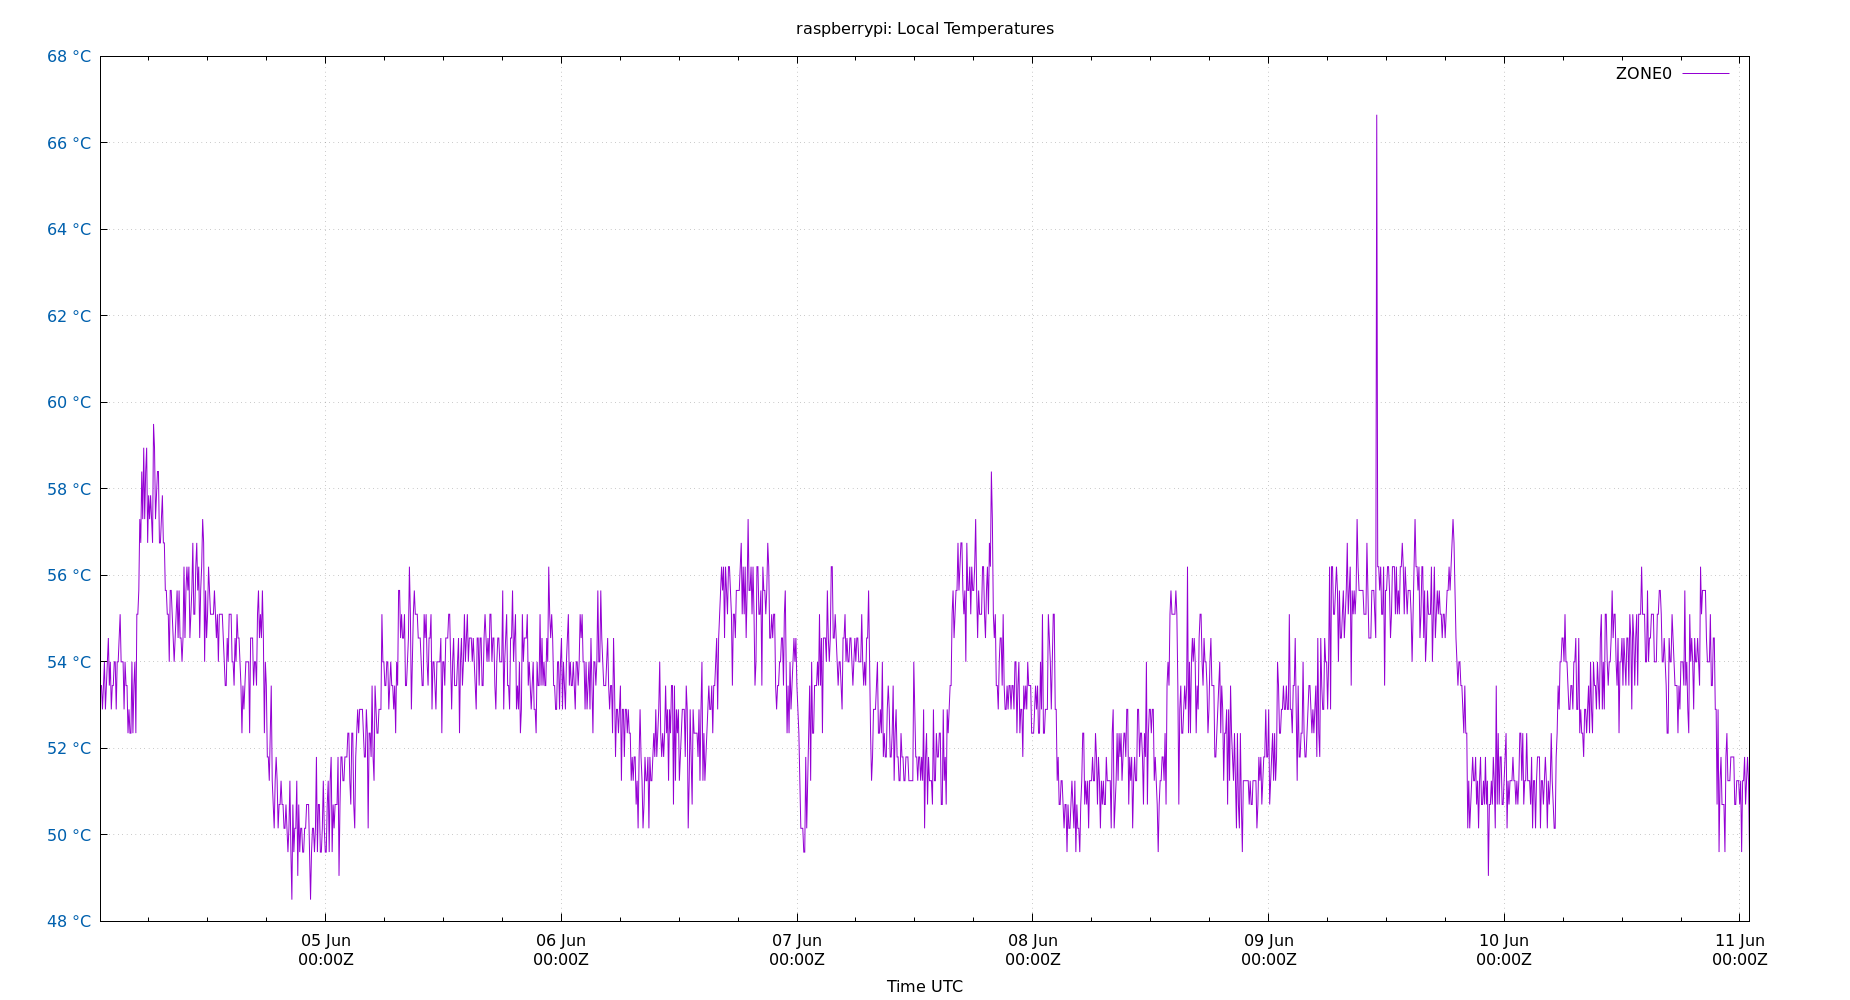 raspberrypi: Local Temperatures
68 °C
ZONE0
66 °C
64 °C
62 °C
60 °C
58 °C
56 °C
54 °C
52 °C
50 °C
48 °C
05 Jun 06 Jun 07 Jun 08 Jun 09 Jun 10 Jun 11 Jun
00:00Z 00:00Z 00:00Z 00:00Z 00:00Z 00:00Z 00:00Z
Time UTC